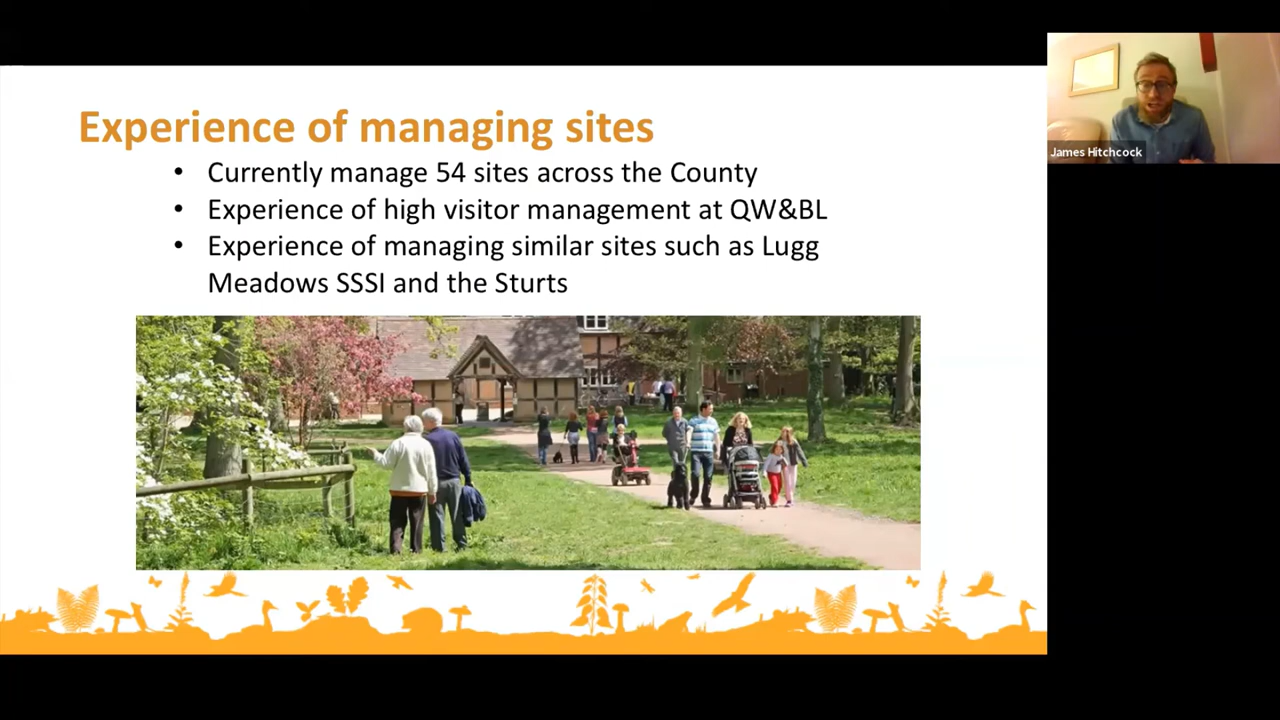 Experience of managing sites
• Currently manage 54 sites across the County
• Experience of high visitor management at QW&BL
• Experience of managing similar sites such as Lugg
Meadows SSSI and the Sturts
James Hitchcock